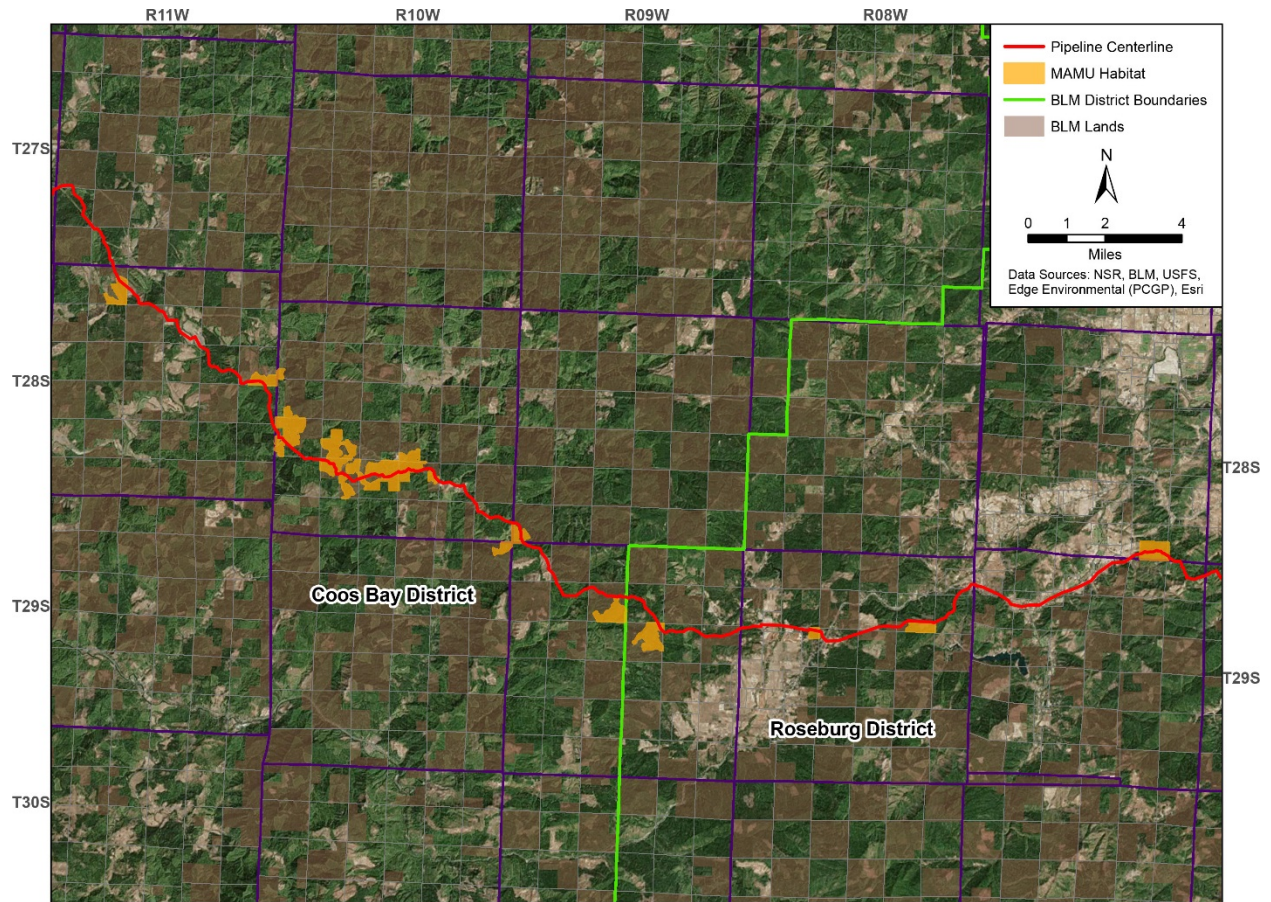 R11W R10W R09W R08W
Pipeline Centerline
MAMU Habitat
BLM District Boundaries
BLM Lands
N
0 1 2 4
Miles
Data Sources: NSR, BLM, USFS,
Edge Environmental (PCGP), Esri
T27S
T28S
T28S
Coos Bay District
T29S
T29S
Roseburg District
T30S